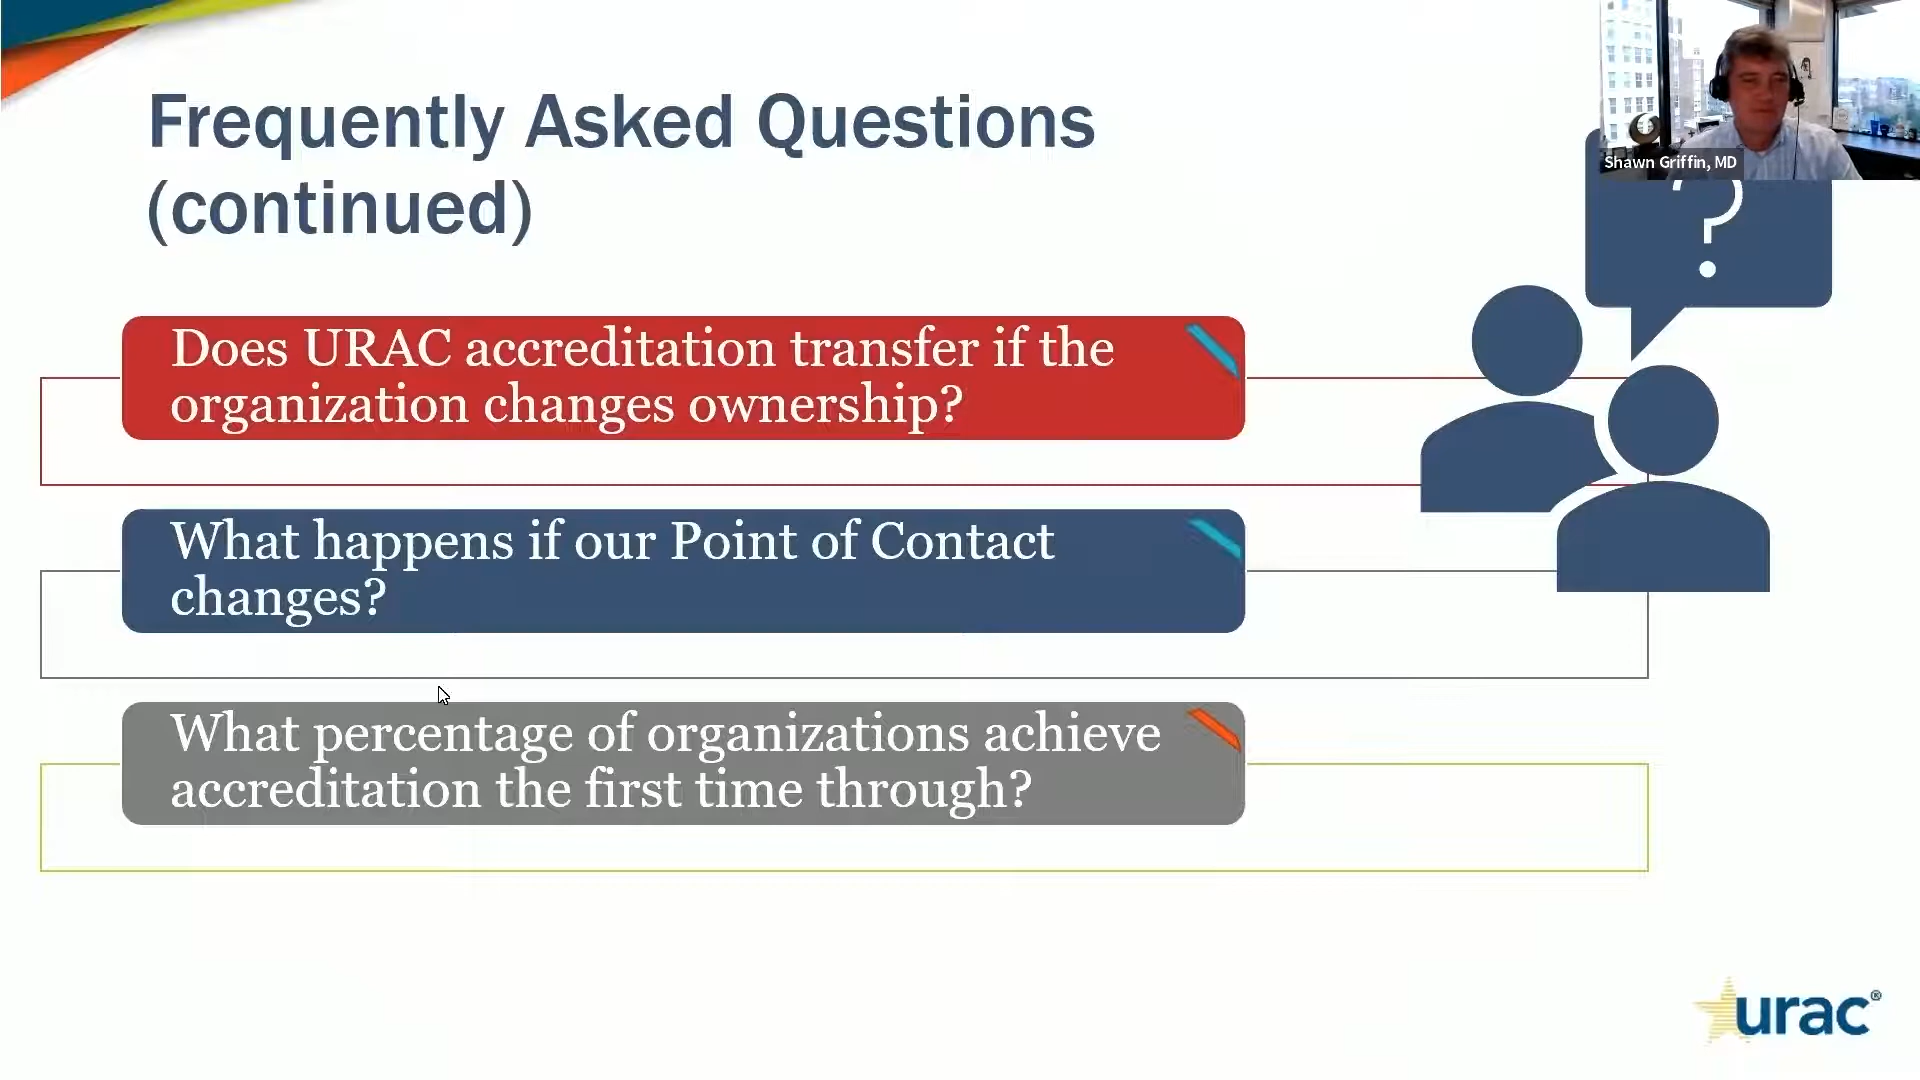 Frequently Asked Questions
(continued)
Shawn Griffin, MD
?
Does URAC accreditation transfer if the
organization changes ownership?
What happens if our Point of Contact
changes?
What percentage of organizations achieve
accreditation the first time through?
urac®